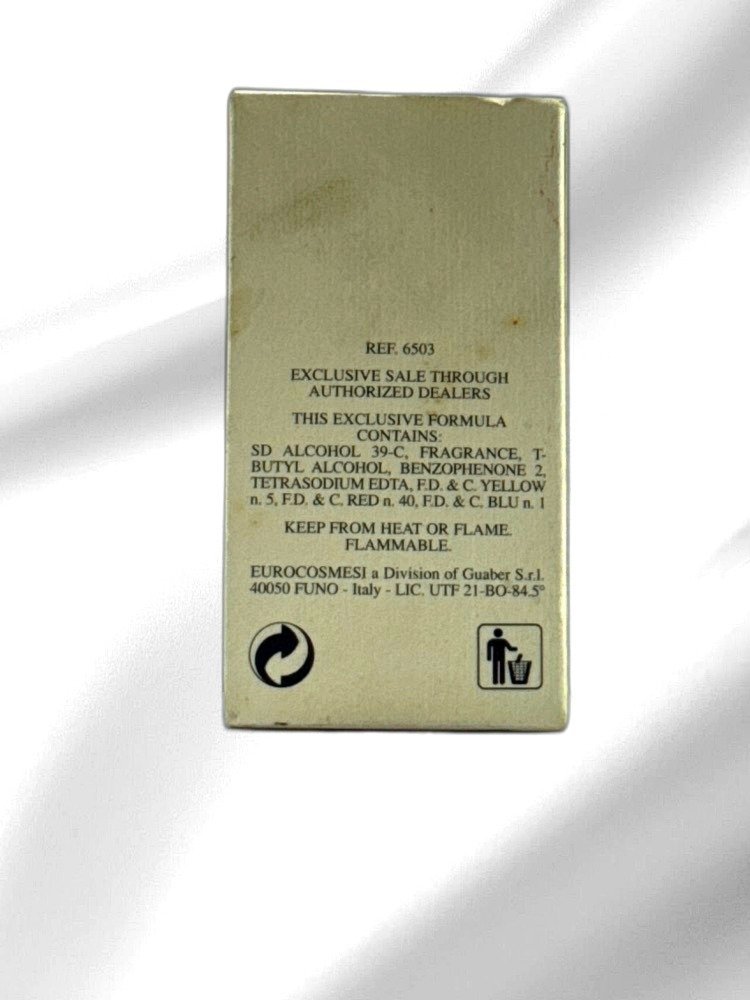 REF. 6503
EXCLUSIVE SALE THROUGH
AUTHORIZED DEALERS
THIS EXCLUSIVE FORMULA
CONTAINS:
SD ALCOHOL 39-C, FRAGRANCE, T-
BUTYL ALCOHOL, BENZOPHENONE 2,
TETRASODIUM EDTA, F.D. & C. YELLOW
n. 5, F.D. & C. RED n. 40, F.D. & C. BLU n. 1
KEEP FROM HEAT OR FLAME.
FLAMMABLE.
EUROCOSMESI a Division of Guaber S.r.l.
40050 FUNO - Italy - LIC. UTF 21-BO-84.5°